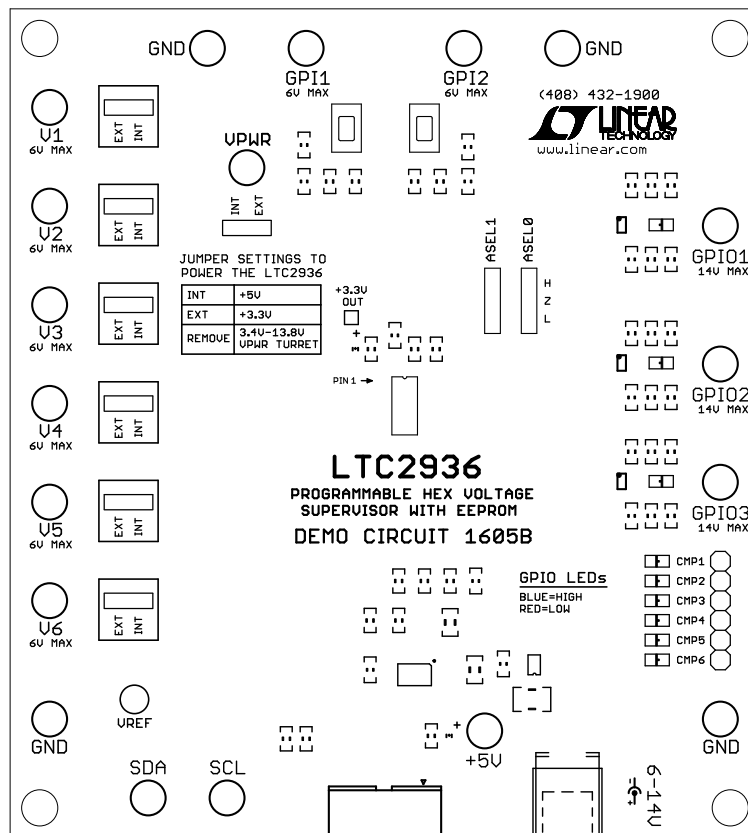 GND
GPI1
6V MAX
GPI2
6V MAX
GND
(408) 432-1900
LINEAR
TECHNOLOGY
www.linear.com
V1
6V MAX
EXT
INT
VPWR
INT
EXT
V2
6V MAX
EXT
INT
ASEL1
ASEL0
H
Z
L
GPIO1
14V MAX
JUMPER SETTINGS TO
POWER THE LTC2936
INT +5V
EXT +3.3V
REMOVE 3.4V-13.8V
VPWR TURRET
+3.3V
OUT
+
V3
6V MAX
EXT
INT
PIN 1 →
GPIO2
14V MAX
V4
6V MAX
EXT
INT
LTC2936
PROGRAMMABLE HEX VOLTAGE
SUPERVISOR WITH EEPROM
DEMO CIRCUIT 1605B
V5
6V MAX
EXT
INT
GPIO3
14V MAX
GPIO LEDs
BLUE=HIGH
RED=LOW
CMP1
CMP2
CMP3
CMP4
CMP5
CMP6
V6
6V MAX
EXT
INT
VREF
GND
+
+5V
GND
SDA
SCL
6-14V
+